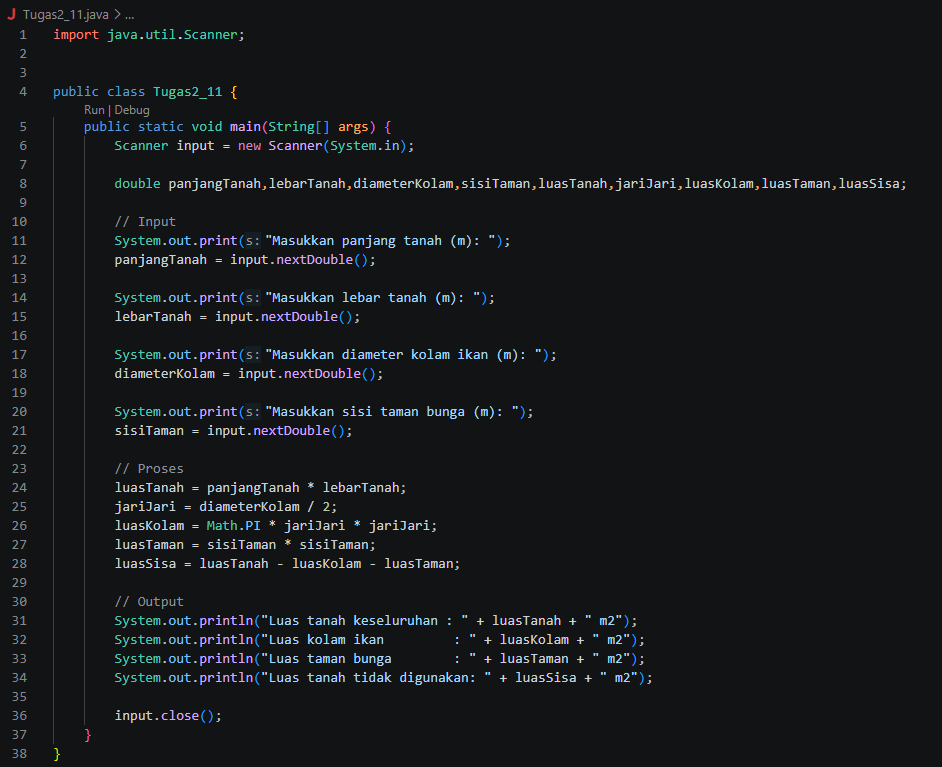 J Tugas2_11.java > ...
1 import java.util.Scanner;
2
3
4 public class Tugas2_11 {
Run | Debug
5     public static void main(String[] args) {
6         Scanner input = new Scanner(System.in);
7
8         double panjangTanah,lebarTanah,diameterKolam,sisiTaman,luasTanah,jariJari,luasKolam,luasTaman,luasSisa;
9
10         // Input
11         System.out.print(s: "Masukkan panjang tanah (m): ");
12         panjangTanah = input.nextDouble();
13
14         System.out.print(s: "Masukkan lebar tanah (m): ");
15         lebarTanah = input.nextDouble();
16
17         System.out.print(s: "Masukkan diameter kolam ikan (m): ");
18         diameterKolam = input.nextDouble();
19
20         System.out.print(s: "Masukkan sisi taman bunga (m): ");
21         sisiTaman = input.nextDouble();
22
23         // Proses
24         luasTanah = panjangTanah * lebarTanah;
25         jariJari = diameterKolam / 2;
26         luasKolam = Math.PI * jariJari * jariJari;
27         luasTaman = sisiTaman * sisiTaman;
28         luasSisa = luasTanah - luasKolam - luasTaman;
29
30         // Output
31         System.out.println("Luas tanah keseluruhan : " + luasTanah + " m2");
32         System.out.println("Luas kolam ikan         : " + luasKolam + " m2");
33         System.out.println("Luas taman bunga        : " + luasTaman + " m2");
34         System.out.println("Luas tanah tidak digunakan: " + luasSisa + " m2");
35
36         input.close();
37     }
38 }